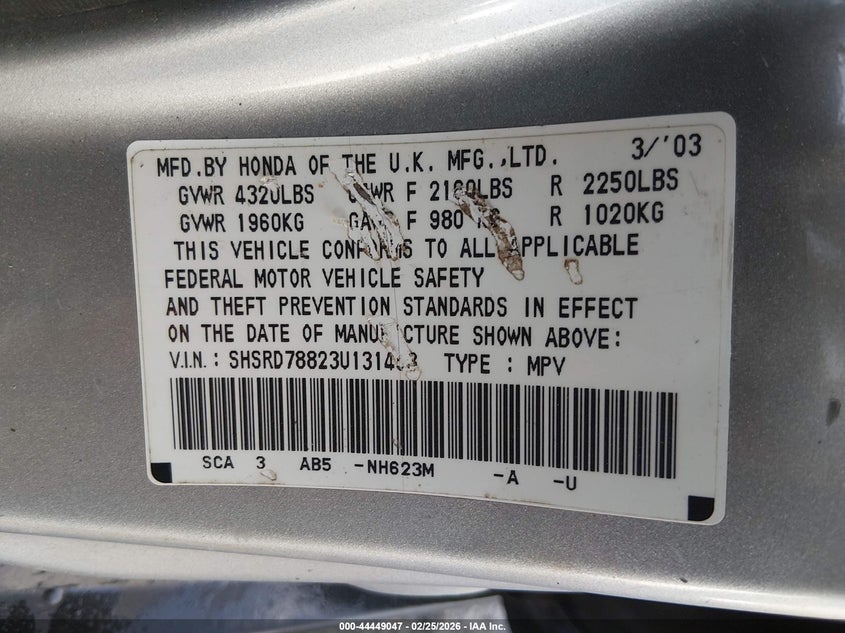 MFD.BY HONDA OF THE U.K. MFG.,LTD. 3/'03
GVWR 4320LBS F LBS R 2250LBS
GVWR 1960KG F 980 R 1020KG
THIS VEHICLE TO ALL APPLICABLE
FEDERAL MOTOR VEHICLE SAFETY
AND THEFT PREVENTION STANDARDS IN EFFECT
ON THE DATE OF MANUFACTURE SHOWN ABOVE:
V.I.N.: TYPE : MPV
SCA 3 AB5 -NH623M -A -U
000-44449047 — 02/25/2026 — IAA Inc.